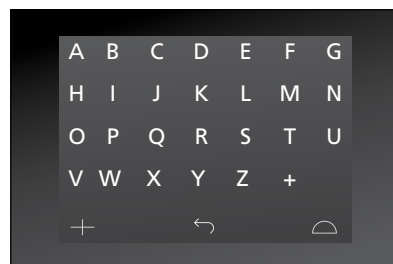 A B C D E F G
H I J K L M N
O P Q R S T U
V W X Y Z +